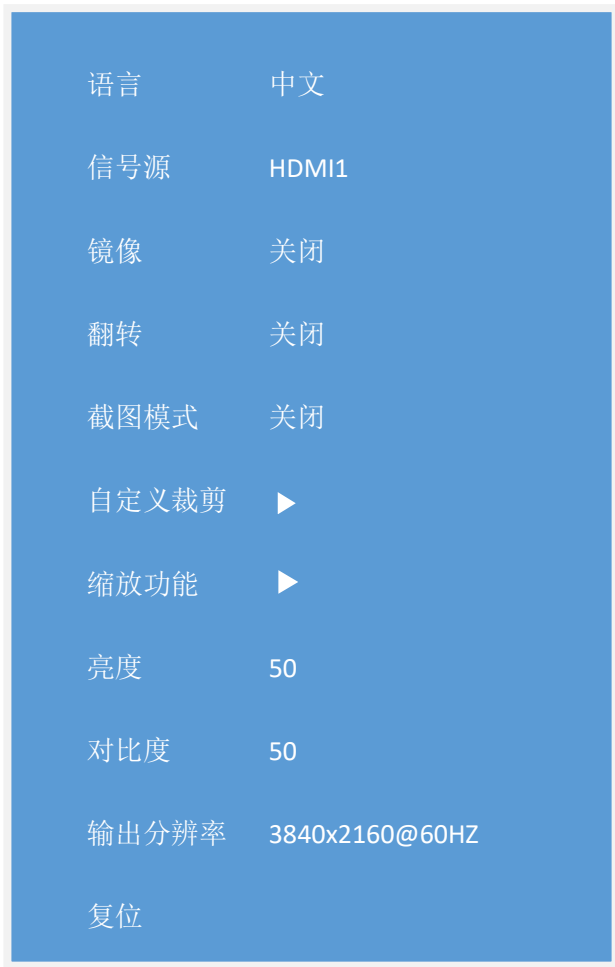 语言 中文
信号源 HDMI1
镜像 关闭
翻转 关闭
截图模式 关闭
自定义裁剪 ▶
缩放功能 ▶
亮度 50
对比度 50
输出分辨率 3840x2160@60HZ
复位